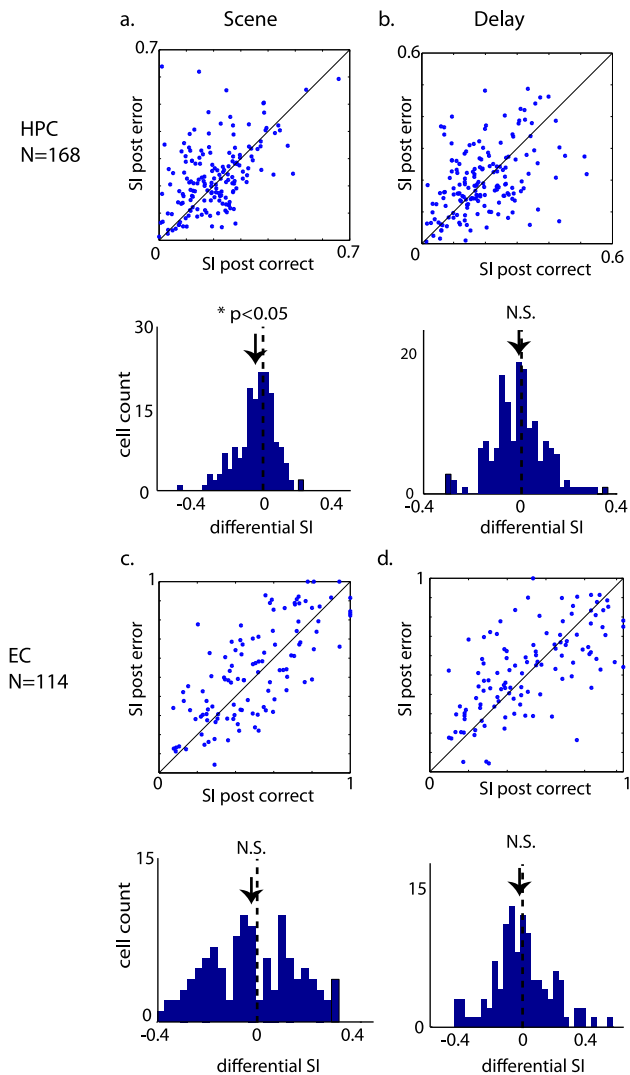 a. Scene b. Delay
HPC
N=168
0.7
SI post error
0
SI post correct
0.7
0.6
SI post error
0
SI post correct
0.6
* p<0.05
30
15
0
cell count
-0.4 0 0.4
differential SI
N.S.
20
0
-0.4 0 0.4
differential SI
c. d.
EC
N=114
1
SI post error
0
SI post correct
1
1
SI post error
0
SI post correct
1
N.S.
15
0
cell count
-0.4 0 0.4
differential SI
N.S.
15
0
-0.4 0 0.4
differential SI